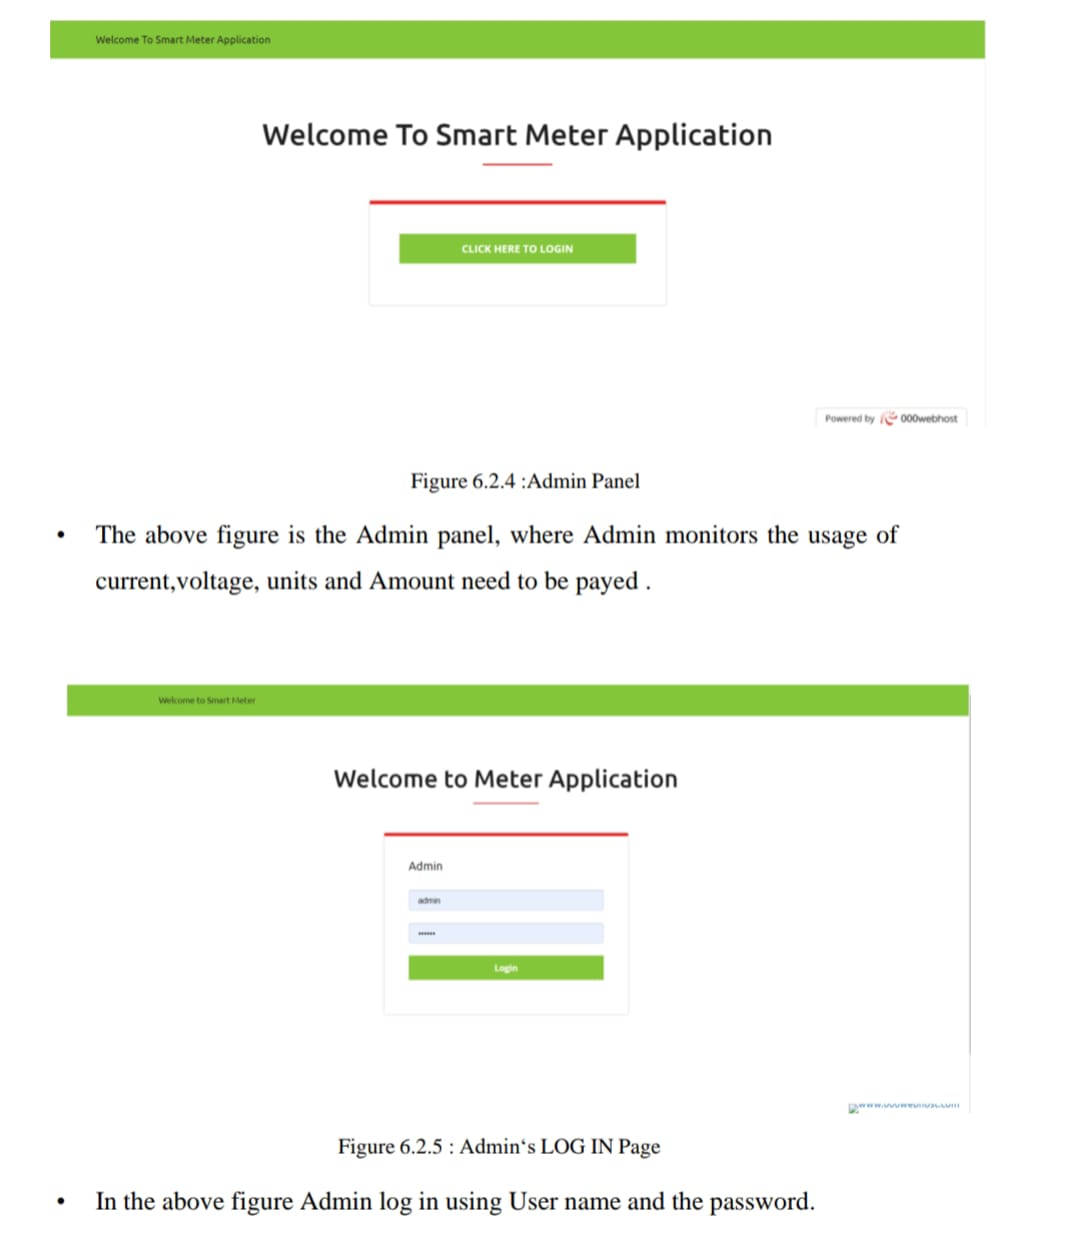 Welcome To Smart Meter Application
Welcome To Smart Meter Application
CLICK HERE TO LOGIN
Powered by 000webhost
Figure 6.2.4 :Admin Panel
• The above figure is the Admin panel, where Admin monitors the usage of
current,voltage, units and Amount need to be payed .
Welcome to Smart Meter
Welcome to Meter Application
Admin
admin
••••••
Login
Figure 6.2.5 : Admin‘s LOG IN Page
• In the above figure Admin log in using User name and the password.